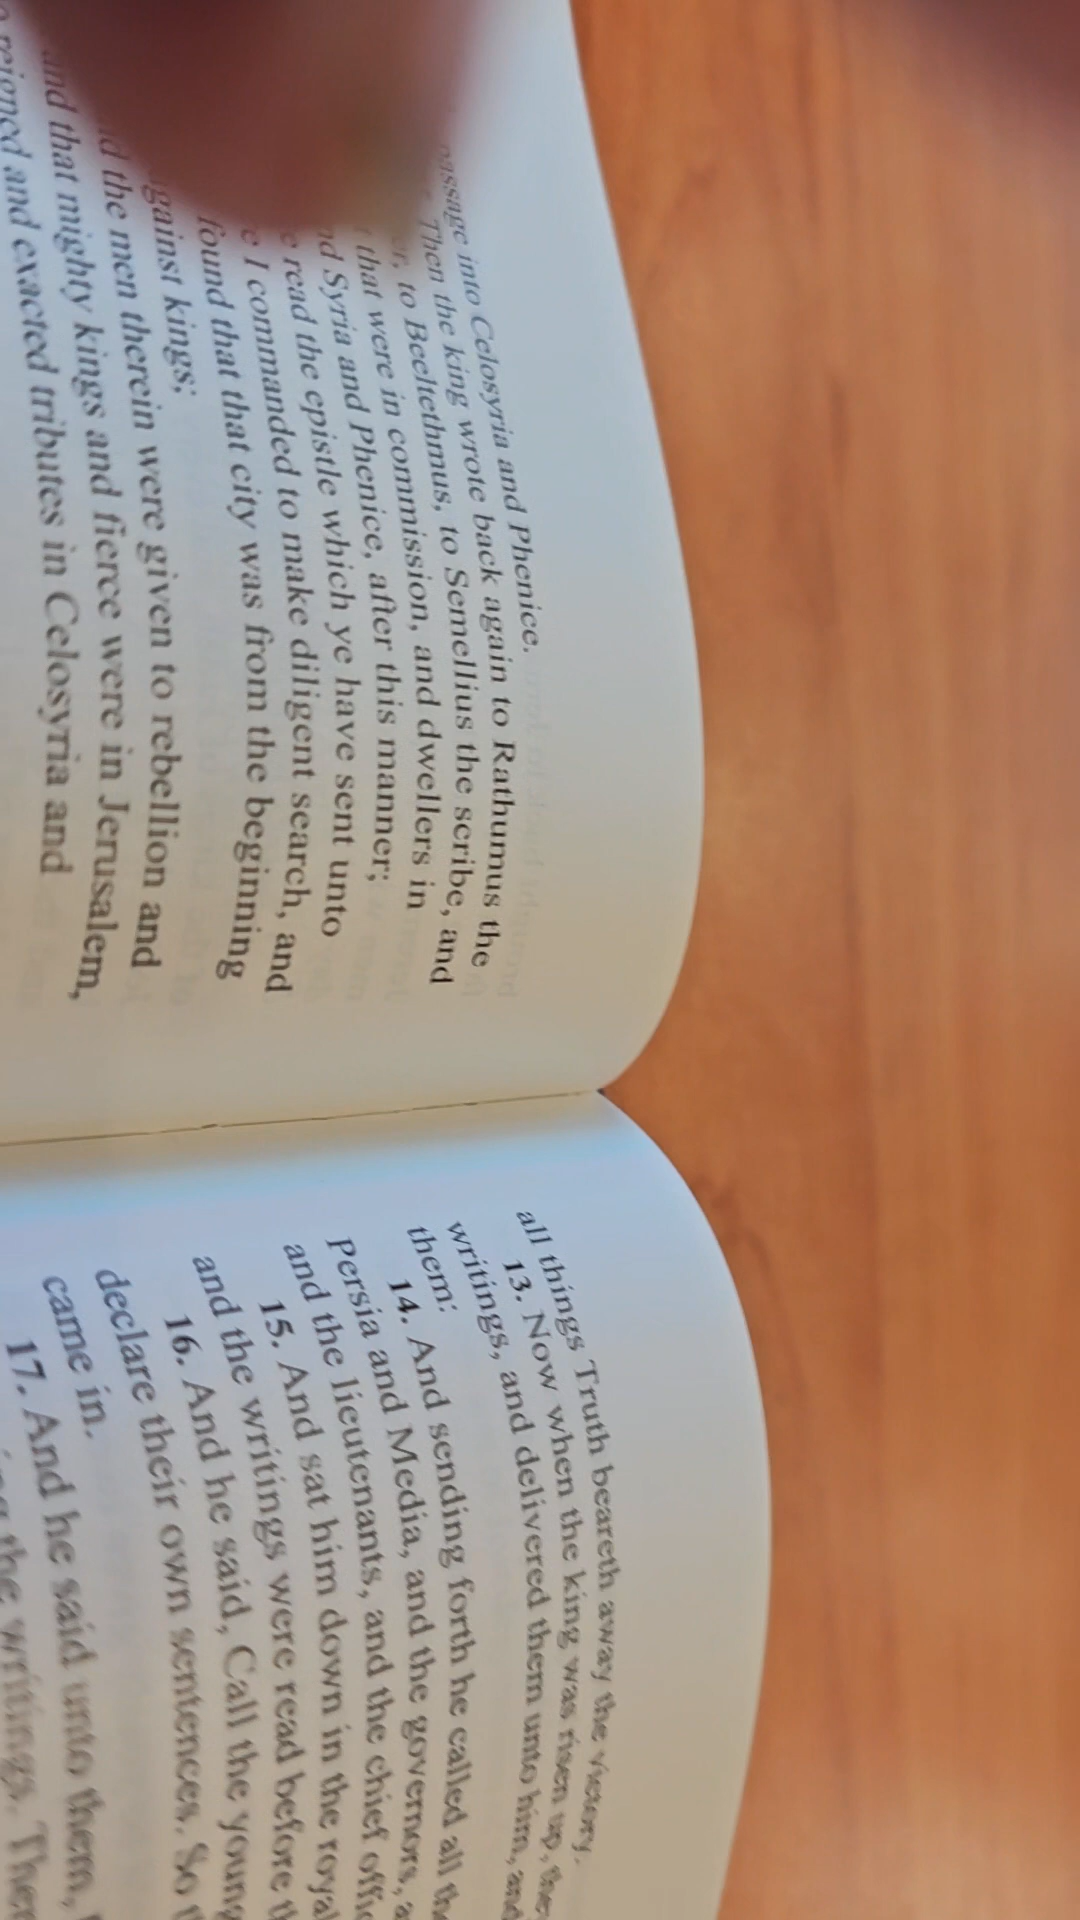 into Celosyria and Phenice.
Then the king wrote back again to Rathumus the
to Beeltethmus, to Semellius the scribe, and
that were in commission, and dwellers in
Syria and Phenice, after this manner;
read the epistle which ye have sent unto
I commanded to make diligent search, and
found that that city was from the beginning
kings;
the men therein were given to rebellion and
that mighty kings and fierce were in Jerusalem,
and exacted tributes in Celosyria and
all things Truth beareth away the victory.
13. Now when the king was risen up,
writings, and delivered them unto him, and
them:
14. And sending forth he called all
Persia and Media, and the governors,
and the lieutenants, and the chief
15. And sat him down in the royal
and the writings were read before
16. And he said, Call the young
declare their own sentences. So
came in.
17. And he said unto them,
the writings.